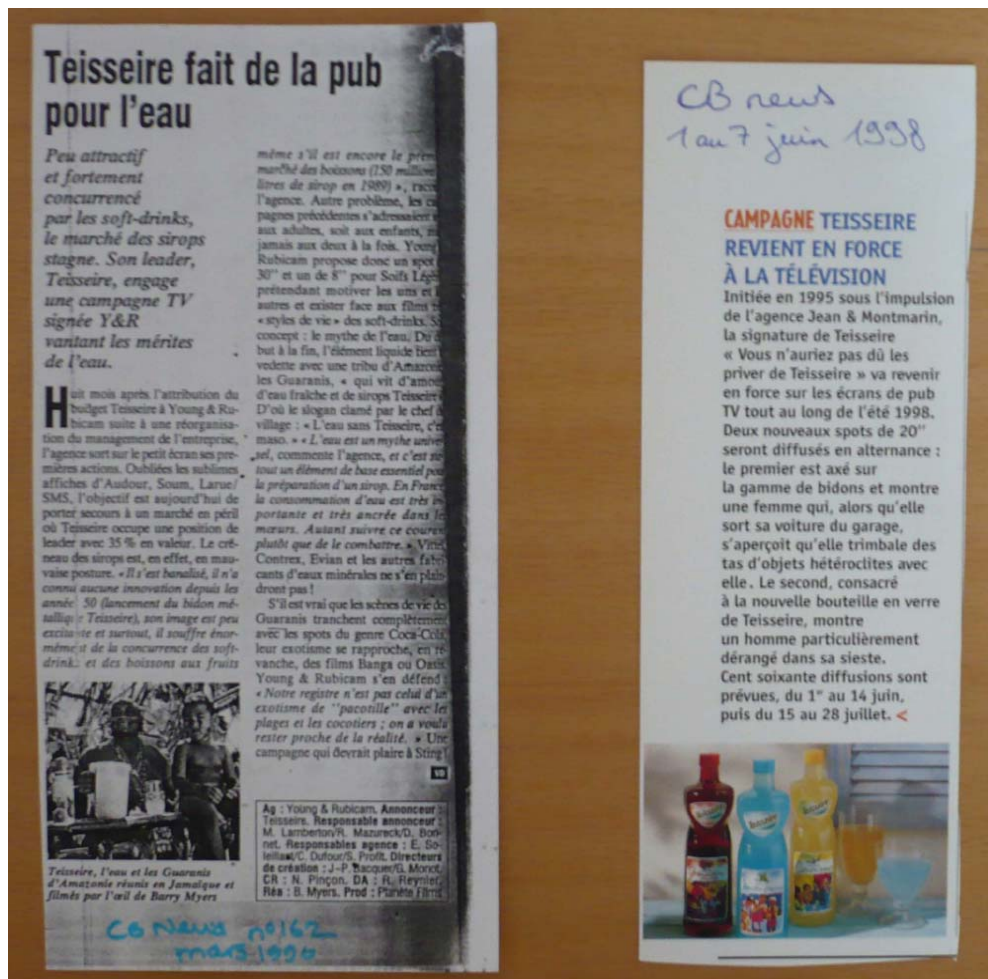 Teisseire fait de la pub
pour l'eau
Peu attractif
et fortement
concurrencé
par les soft-drinks,
le marché des sirops
stagne. Son leader,
Teisseire, engage
une campagne TV
signée Y&R
vantant les mérites
de l'eau.
Huit mois après l'attribution du
budget Teisseire à Young & Ru-
bicam suite à une réorganisa-
tion du management de l'entreprise,
l'agence sort sur le petit écran ses pre-
mières actions. Oubliées les sublimes
affiches d'Audour, Soum, Larue/
SMS, l'objectif est aujourd'hui de
porter secours à un marché en péril
où Teisseire occupe une position de
leader avec 35 % en valeur. Le cré-
neau des sirops est, en effet, en mau-
vaise posture. « Il s'est banalisé, il n'a
connu aucune innovation depuis les
année 50 (lancement du bidon mé-
tallique Teisseire), son image est peu
excitante et surtout, il souffre énor-
mément de la concurrence des soft-
drinks et des boissons aux fruits
même s'il est encore le
marché des boissons (150
litres de sirop en 1989) »,
l'agence. Autre problème, les
pagnes précédentes s'adressaient
aux adultes, soit aux enfants,
jamais aux deux à la fois. Young
Rubicam propose donc un spot
30" et un de 8" pour Soifs
prétendant motiver les uns et
autres et exister face aux films
« styles de vie » des soft-drinks.
concept : le mythe de l'eau. Du
but à la fin, l'élément liquide tient
vedette avec une tribu d'Amazonie
les Guaranis, « qui vit d'amour
d'eau fraîche et de sirops Teisseire
D'où le slogan clamé par le chef
village : « L'eau sans Teisseire, c'est
maso. » « L'eau est un mythe univer-
sel, commente l'agence, et c'est
tout un élément de base essentiel pour
la préparation d'un sirop. En France
la consommation d'eau est très im-
portante et très ancrée dans les
mœurs. Autant suivre ce courant
plutôt que de le combattre. » Vittel,
Contrex, Evian et les autres fabri-
cants d'eaux minérales ne s'en plain-
dront pas !
S'il est vrai que les scènes de vie des
Guaranis tranchent complètement
avec les spots du genre Coca-Cola,
leur exotisme se rapproche, en re-
vanche, des films Banga ou Oasis.
Young & Rubicam s'en défend :
« Notre registre n'est pas celui d'un
exotisme de "pacotille" avec les
plages et les cocotiers ; on a voulu
rester proche de la réalité. » Une
campagne qui devrait plaire à Sting !
Teisseire, l'eau et les Guaranis
d'Amazonie réunis en Jamaïque et
filmés par l'œil de Barry Myers
Ag : Young & Rubicam. Annonceur :
Teisseire. Responsable annonceur :
M. Lamberton/R. Mazureck/D. Bon-
net. Responsables agence : E. So-
leillant/C. Dufour/S. Profit. Directeurs
de création : J-P. Bacquer/G. Monot.
CR : N. Pinçon. DA : R. Reynier.
Réa : B. Myers. Prod : Planète Films
CB News n°162
mars 1990
CB news
1 au 7 juin 1998
CAMPAGNE TEISSEIRE
REVIENT EN FORCE
À LA TÉLÉVISION
Initiée en 1995 sous l'impulsion
de l'agence Jean & Montmarin,
la signature de Teisseire
« Vous n'auriez pas dû les
priver de Teisseire » va revenir
en force sur les écrans de pub
TV tout au long de l'été 1998.
Deux nouveaux spots de 20"
seront diffusés en alternance :
le premier est axé sur
la gamme de bidons et montre
une femme qui, alors qu'elle
sort sa voiture du garage,
s'aperçoit qu'elle trimbale des
tas d'objets hétéroclites avec
elle. Le second, consacré
à la nouvelle bouteille en verre
de Teisseire, montre
un homme particulièrement
dérangé dans sa sieste.
Cent soixante diffusions sont
prévues, du 1er au 14 juin,
puis du 15 au 28 juillet. <